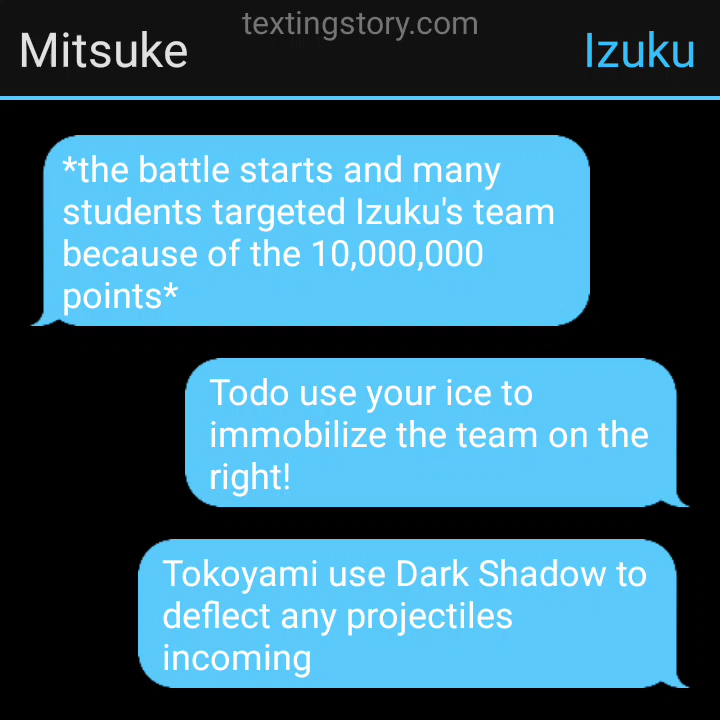 textingstory.com
Mitsuke
Izuku
*the battle starts and many
students targeted Izuku's team
because of the 10,000,000
points*
Todo use your ice to
immobilize the team on the
right!
Tokoyami use Dark Shadow to
deflect any projectiles
incoming